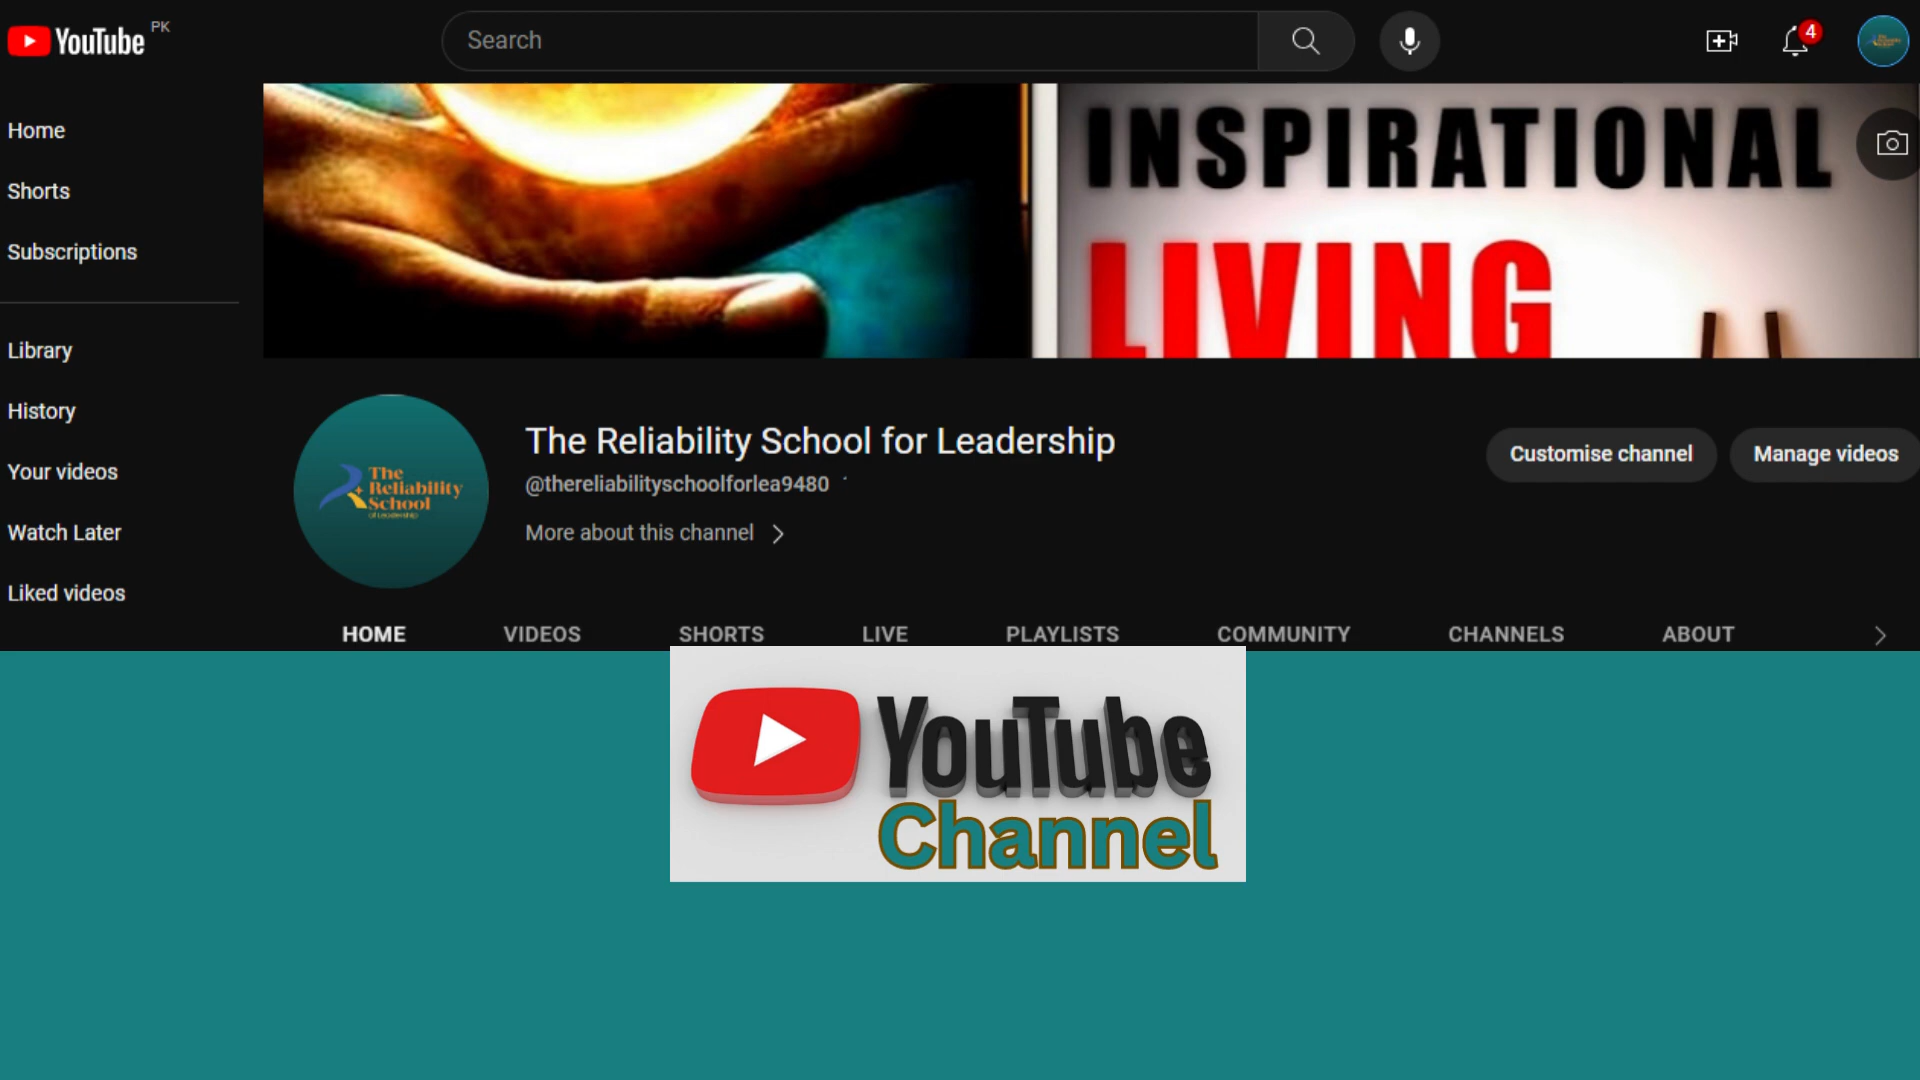 YouTube PK
Search
4
Home
Shorts
Subscriptions
Library
History
Your videos
Watch Later
Liked videos
INSPIRATIONAL
LIVING
The
Reliability
School
of Leadership
The Reliability School for Leadership
@thereliabilityschoolforlea9480
More about this channel
Customise channel
Manage videos
HOME VIDEOS SHORTS LIVE PLAYLISTS COMMUNITY CHANNELS ABOUT
YouTube
Channel